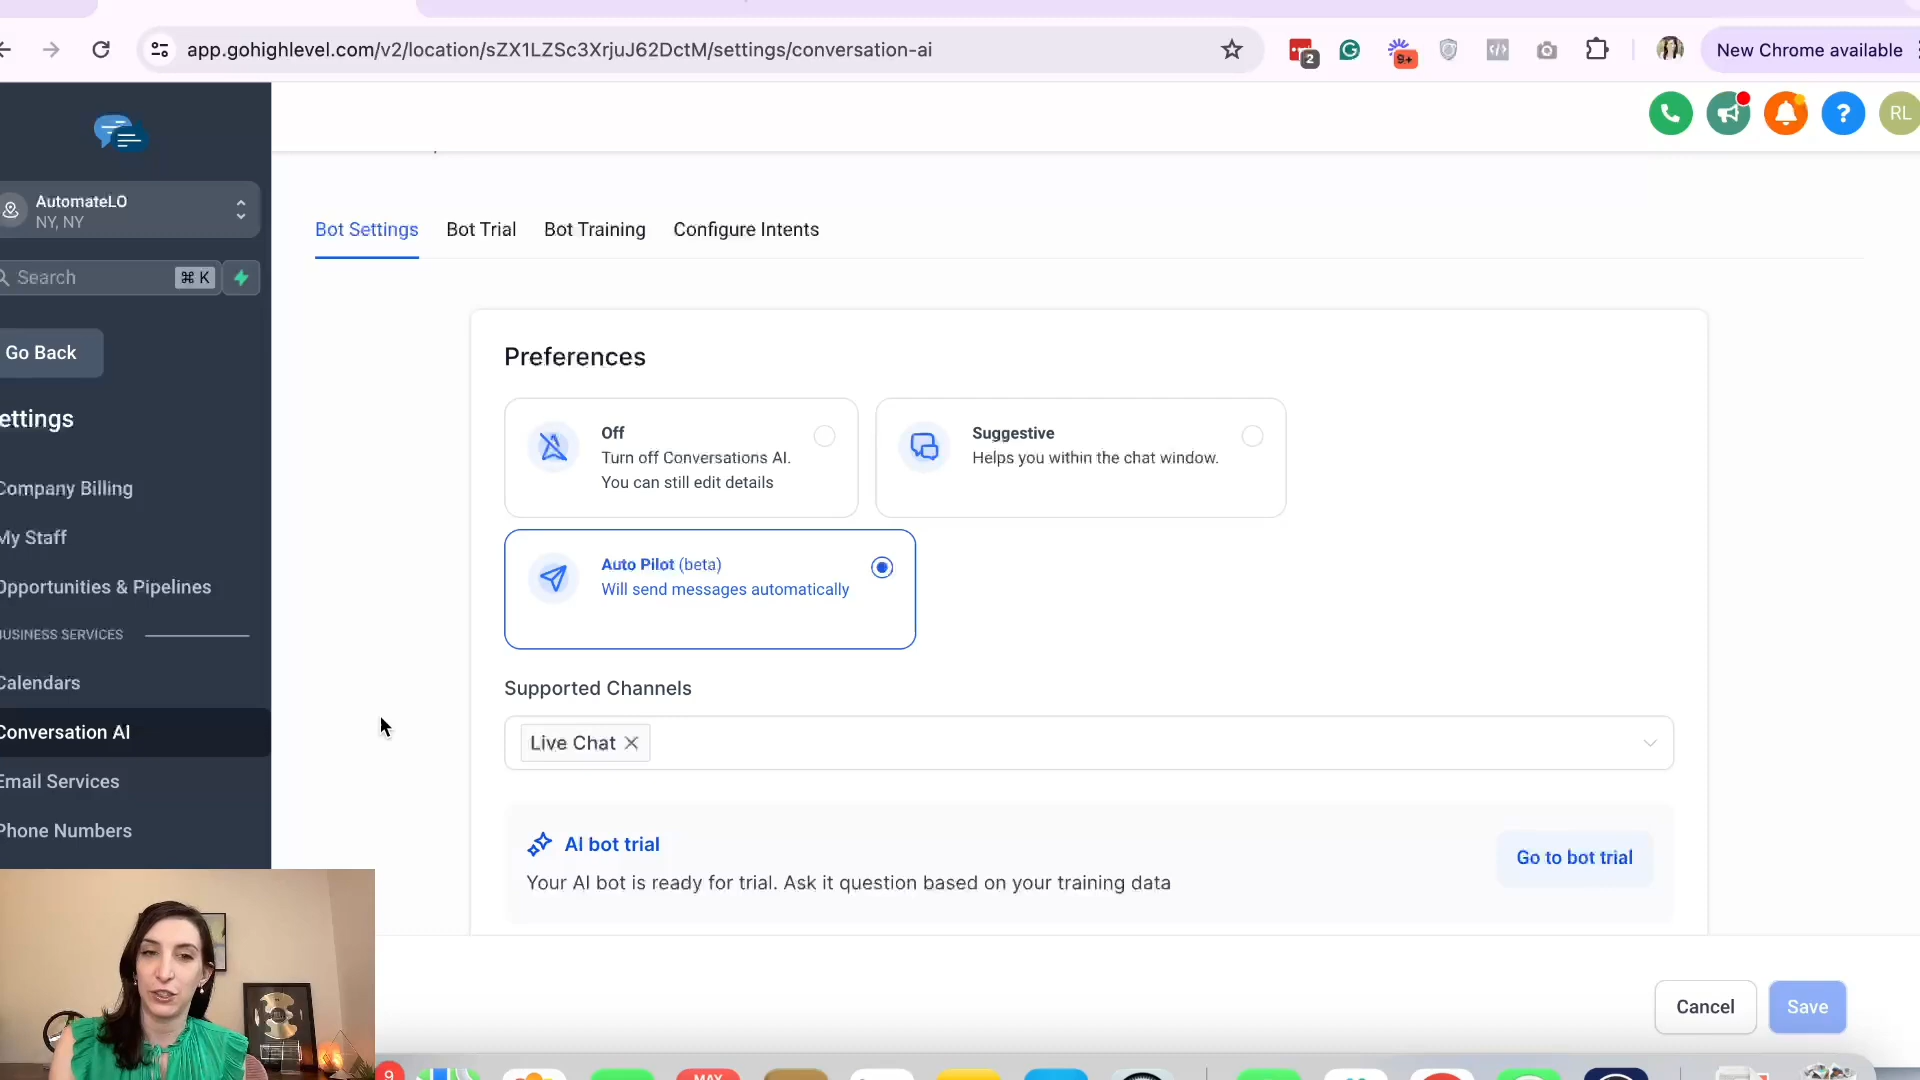 app.gohighlevel.com/v2/location/sZX1LZSc3XrjuJ62DctM/settings/conversation-ai
2
9+
New Chrome available
RL
AutomateLO
NY, NY
Search
⌘ K
Go Back
ettings
Company Billing
My Staff
Opportunities & Pipelines
BUSINESS SERVICES
Calendars
Conversation AI
Email Services
Phone Numbers
Bot Settings
Bot Trial
Bot Training
Configure Intents
Preferences
Off
Turn off Conversations AI.
You can still edit details
Suggestive
Helps you within the chat window.
Auto Pilot (beta)
Will send messages automatically
Supported Channels
Live Chat
AI bot trial
Your AI bot is ready for trial. Ask it question based on your training data
Go to bot trial
Cancel
Save
9
MAY